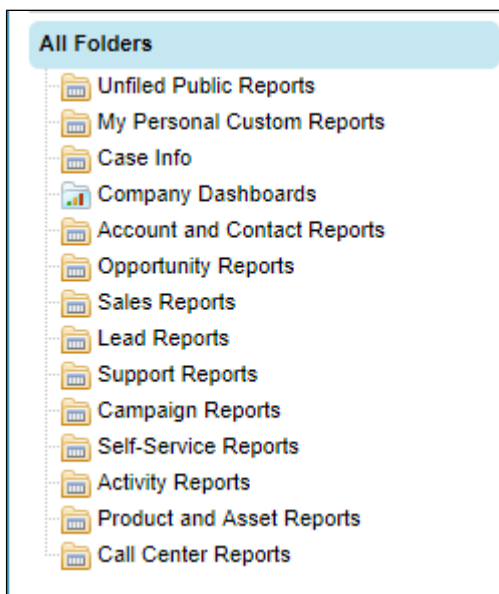 All Folders
Unfiled Public Reports
My Personal Custom Reports
Case Info
Company Dashboards
Account and Contact Reports
Opportunity Reports
Sales Reports
Lead Reports
Support Reports
Campaign Reports
Self-Service Reports
Activity Reports
Product and Asset Reports
Call Center Reports